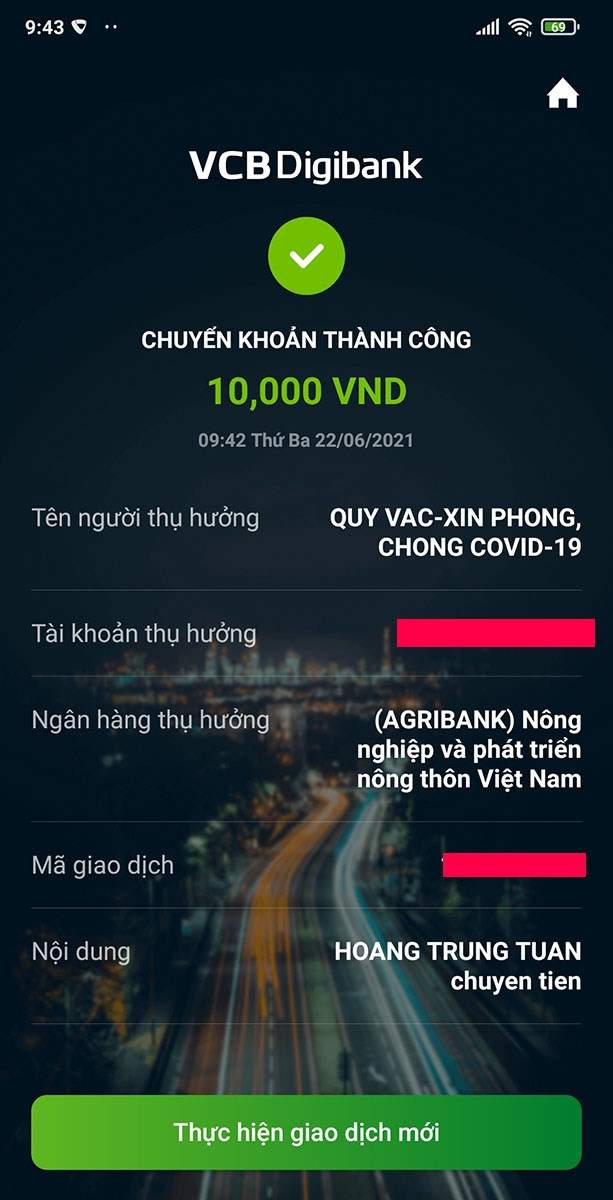 9:43
69
VCB Digibank
CHUYỂN KHOẢN THÀNH CÔNG
10,000 VND
09:42 Thứ Ba 22/06/2021
Tên người thụ hưởng
QUY VAC-XIN PHONG,
CHONG COVID-19
Tài khoản thụ hưởng
Ngân hàng thụ hưởng
(AGRIBANK) Nông
nghiệp và phát triển
nông thôn Việt Nam
Mã giao dịch
Nội dung
HOANG TRUNG TUAN
chuyen tien
Thực hiện giao dịch mới